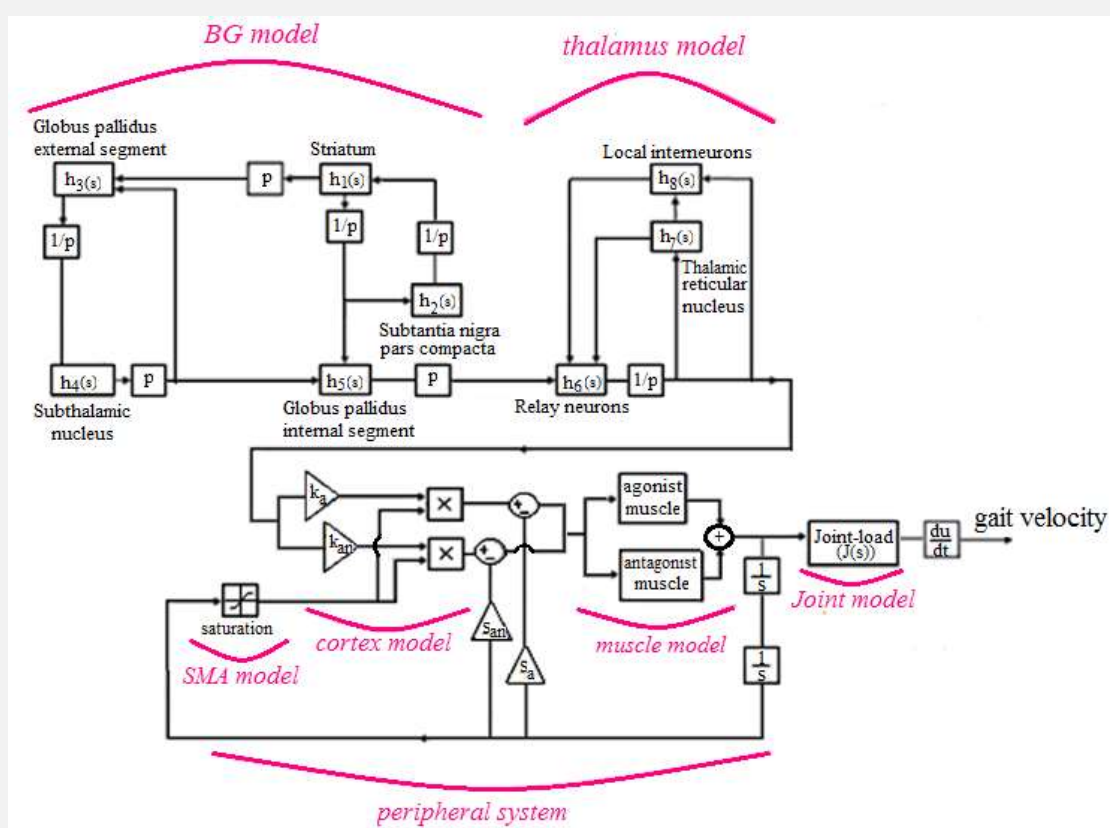 BG model
thalamus model
Globus pallidus
external segment
Striatum
Local interneurons
h3(s)
p
h1(s)
h8(s)
1/p
1/p
1/p
h7(s)
Thalamic
reticular
nucleus
h2(s)
Subtantia nigra
pars compacta
h4(s)
p
h5(s)
p
h6(s)
1/p
Subthalamic
nucleus
Globus pallidus
internal segment
Relay neurons
ka
×
+
−
agonist
muscle
gait velocity
kan
×
+
−
+
Joint-load
(J(s))
du
dt
antagonist
muscle
1
s
Joint model
saturation
san
cortex model
muscle model
SMA model
sa
1
s
peripheral system